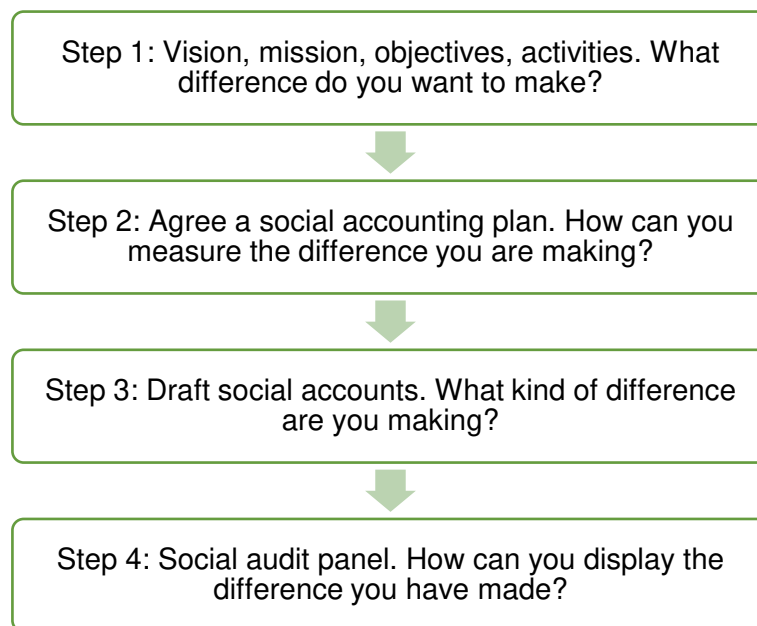 Step 1: Vision, mission, objectives, activities. What
difference do you want to make?
Step 2: Agree a social accounting plan. How can you
measure the difference you are making?
Step 3: Draft social accounts. What kind of difference
are you making?
Step 4: Social audit panel. How can you display the
difference you have made?